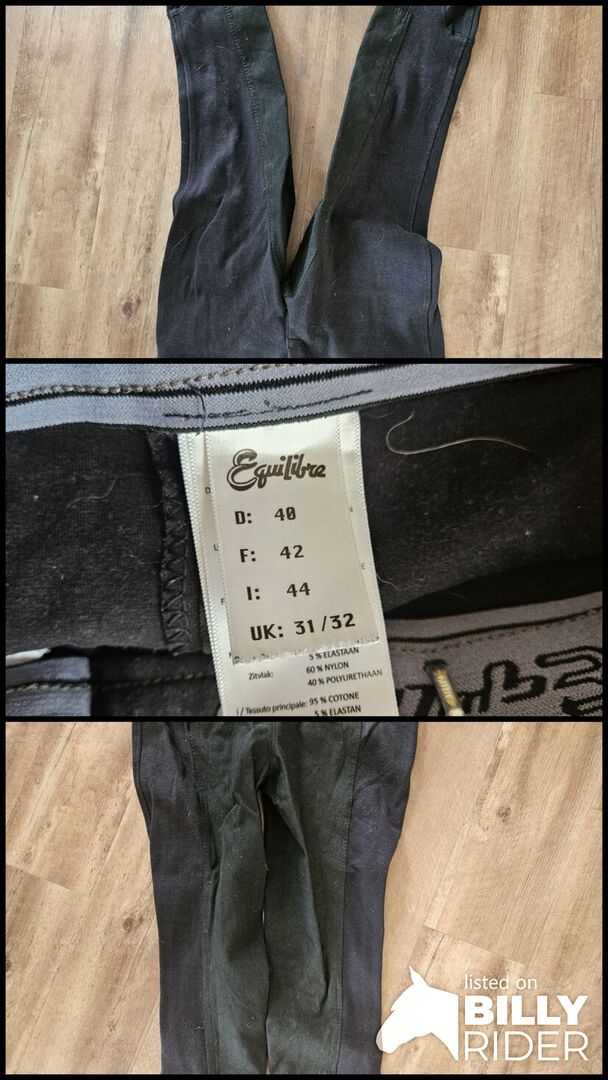 EquiLibre
D: 40
F: 42
I: 44
UK: 31/32
5 % ELASTAAN
Zitvlak: 60 % NYLON
40 % POLYURETHAAN
I / Tessuto principale: 95 % COTONE
5 % ELASTAN
listed on
BILLY
RIDER